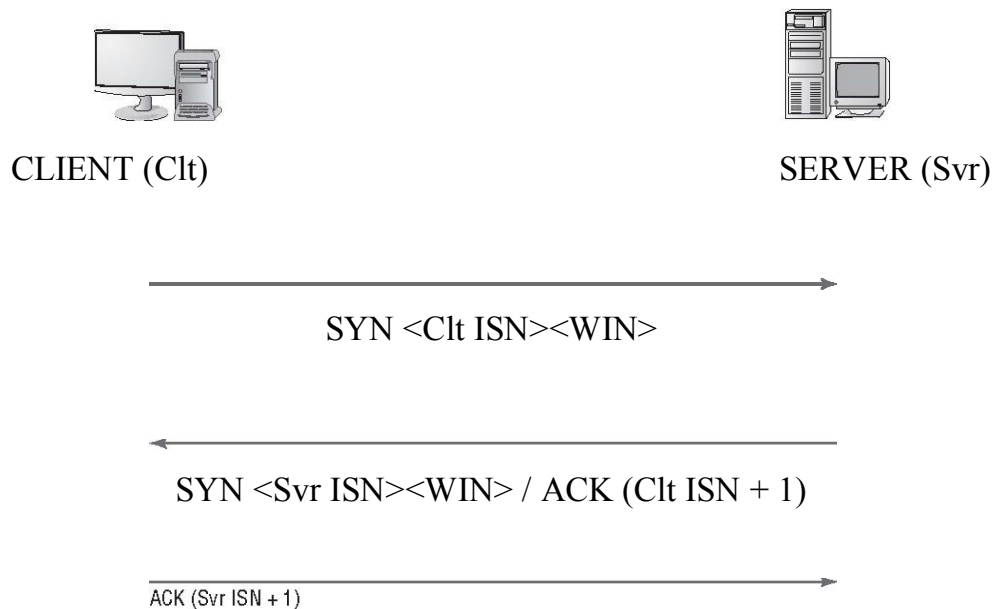 CLIENT (Clt)
SERVER (Svr)
SYN <Clt ISN><WIN>
SYN <Svr ISN><WIN> / ACK (Clt ISN + 1)
ACK (Svr ISN + 1)